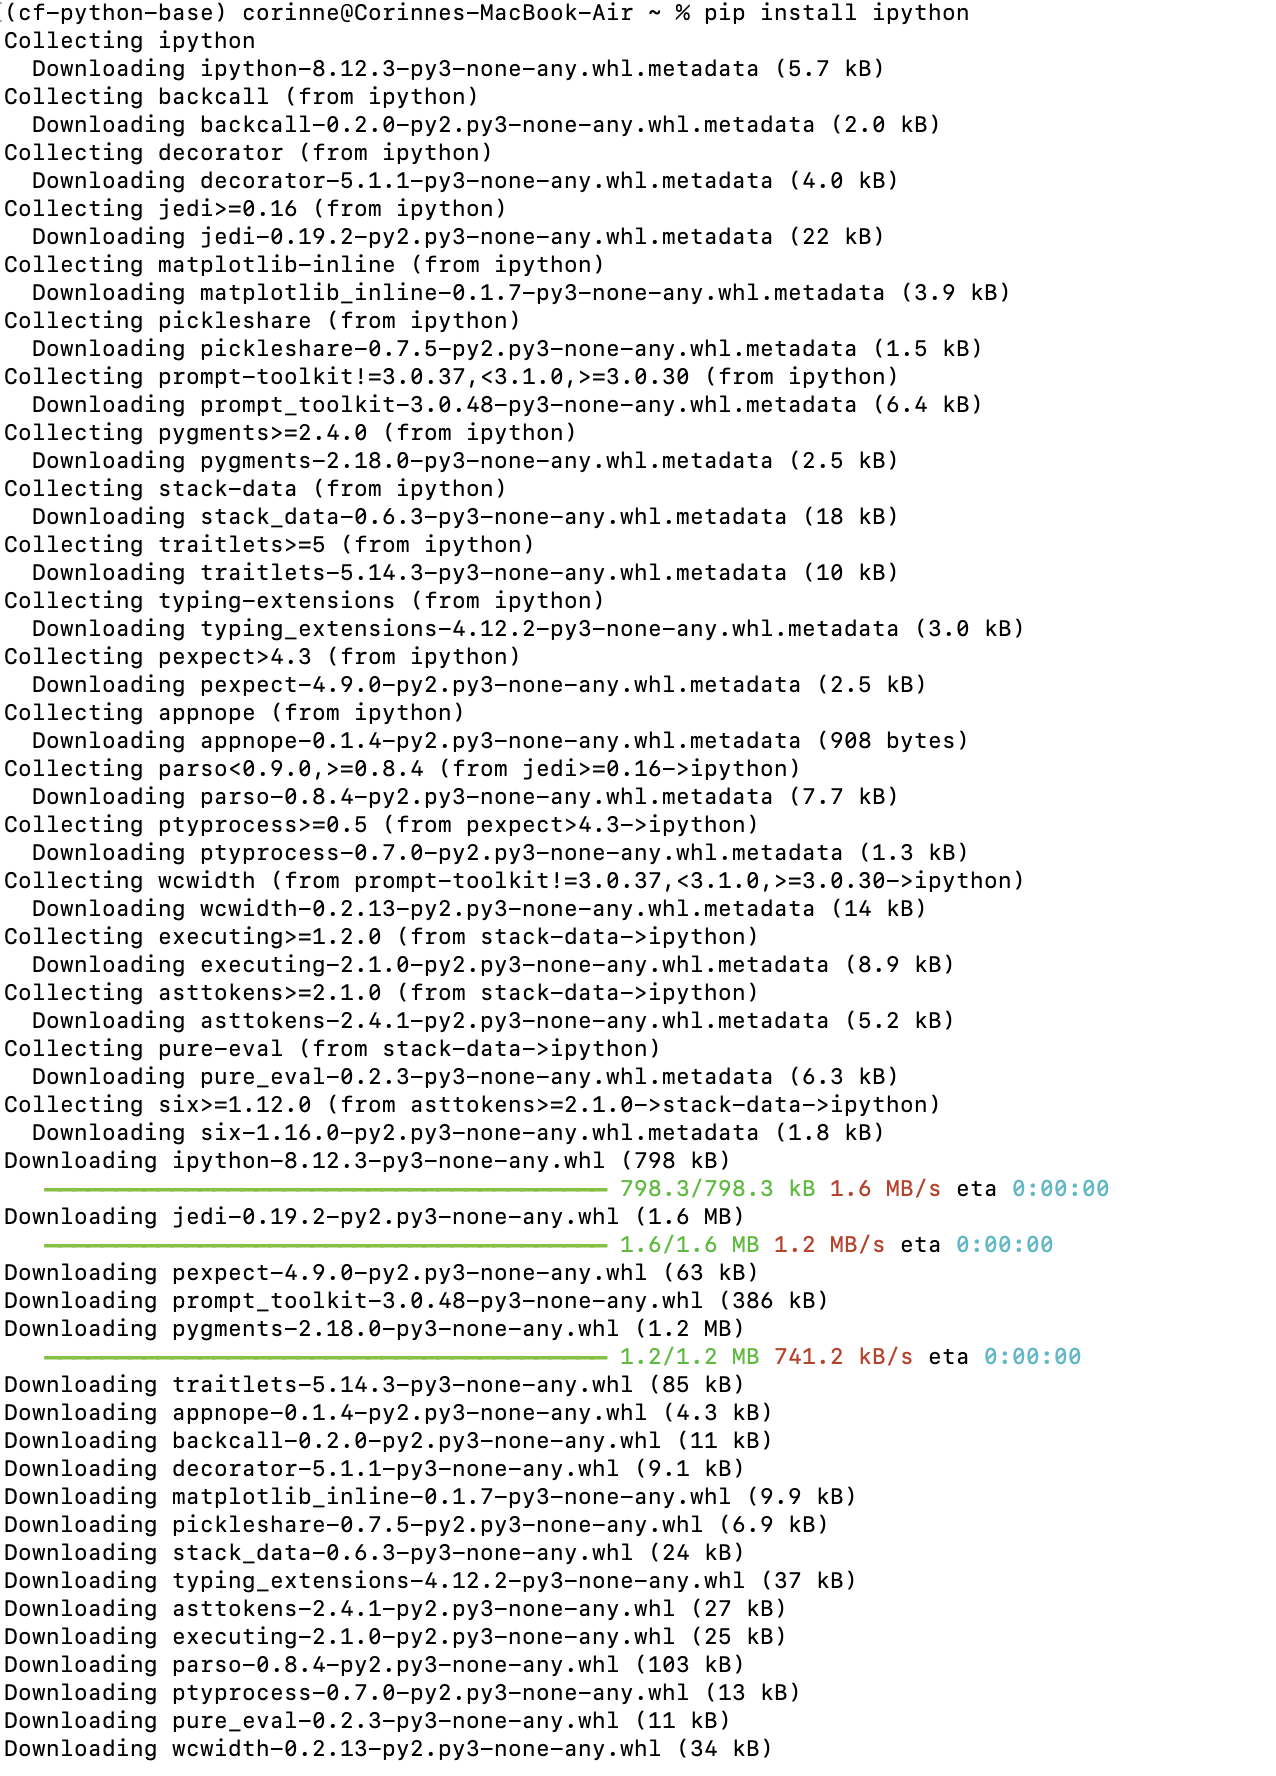 (cf-python-base) corinne@Corinnes-MacBook-Air ~ % pip install ipython
Collecting ipython
  Downloading ipython-8.12.3-py3-none-any.whl.metadata (5.7 kB)
Collecting backcall (from ipython)
  Downloading backcall-0.2.0-py2.py3-none-any.whl.metadata (2.0 kB)
Collecting decorator (from ipython)
  Downloading decorator-5.1.1-py3-none-any.whl.metadata (4.0 kB)
Collecting jedi>=0.16 (from ipython)
  Downloading jedi-0.19.2-py2.py3-none-any.whl.metadata (22 kB)
Collecting matplotlib-inline (from ipython)
  Downloading matplotlib_inline-0.1.7-py3-none-any.whl.metadata (3.9 kB)
Collecting pickleshare (from ipython)
  Downloading pickleshare-0.7.5-py2.py3-none-any.whl.metadata (1.5 kB)
Collecting prompt-toolkit!=3.0.37,<3.1.0,>=3.0.30 (from ipython)
  Downloading prompt_toolkit-3.0.48-py3-none-any.whl.metadata (6.4 kB)
Collecting pygments>=2.4.0 (from ipython)
  Downloading pygments-2.18.0-py3-none-any.whl.metadata (2.5 kB)
Collecting stack-data (from ipython)
  Downloading stack_data-0.6.3-py3-none-any.whl.metadata (18 kB)
Collecting traitlets>=5 (from ipython)
  Downloading traitlets-5.14.3-py3-none-any.whl.metadata (10 kB)
Collecting typing-extensions (from ipython)
  Downloading typing_extensions-4.12.2-py3-none-any.whl.metadata (3.0 kB)
Collecting pexpect>4.3 (from ipython)
  Downloading pexpect-4.9.0-py2.py3-none-any.whl.metadata (2.5 kB)
Collecting appnope (from ipython)
  Downloading appnope-0.1.4-py2.py3-none-any.whl.metadata (908 bytes)
Collecting parso<0.9.0,>=0.8.4 (from jedi>=0.16->ipython)
  Downloading parso-0.8.4-py2.py3-none-any.whl.metadata (7.7 kB)
Collecting ptyprocess>=0.5 (from pexpect>4.3->ipython)
  Downloading ptyprocess-0.7.0-py2.py3-none-any.whl.metadata (1.3 kB)
Collecting wcwidth (from prompt-toolkit!=3.0.37,<3.1.0,>=3.0.30->ipython)
  Downloading wcwidth-0.2.13-py2.py3-none-any.whl.metadata (14 kB)
Collecting executing>=1.2.0 (from stack-data->ipython)
  Downloading executing-2.1.0-py2.py3-none-any.whl.metadata (8.9 kB)
Collecting asttokens>=2.1.0 (from stack-data->ipython)
  Downloading asttokens-2.4.1-py2.py3-none-any.whl.metadata (5.2 kB)
Collecting pure-eval (from stack-data->ipython)
  Downloading pure_eval-0.2.3-py3-none-any.whl.metadata (6.3 kB)
Collecting six>=1.12.0 (from asttokens>=2.1.0->stack-data->ipython)
  Downloading six-1.16.0-py2.py3-none-any.whl.metadata (1.8 kB)
Downloading ipython-8.12.3-py3-none-any.whl (798 kB)
798.3/798.3 kB 1.6 MB/s eta 0:00:00
Downloading jedi-0.19.2-py2.py3-none-any.whl (1.6 MB)
1.6/1.6 MB 1.2 MB/s eta 0:00:00
Downloading pexpect-4.9.0-py2.py3-none-any.whl (63 kB)
Downloading prompt_toolkit-3.0.48-py3-none-any.whl (386 kB)
Downloading pygments-2.18.0-py3-none-any.whl (1.2 MB)
1.2/1.2 MB 741.2 kB/s eta 0:00:00
Downloading traitlets-5.14.3-py3-none-any.whl (85 kB)
Downloading appnope-0.1.4-py2.py3-none-any.whl (4.3 kB)
Downloading backcall-0.2.0-py2.py3-none-any.whl (11 kB)
Downloading decorator-5.1.1-py3-none-any.whl (9.1 kB)
Downloading matplotlib_inline-0.1.7-py3-none-any.whl (9.9 kB)
Downloading pickleshare-0.7.5-py2.py3-none-any.whl (6.9 kB)
Downloading stack_data-0.6.3-py3-none-any.whl (24 kB)
Downloading typing_extensions-4.12.2-py3-none-any.whl (37 kB)
Downloading asttokens-2.4.1-py2.py3-none-any.whl (27 kB)
Downloading executing-2.1.0-py2.py3-none-any.whl (25 kB)
Downloading parso-0.8.4-py2.py3-none-any.whl (103 kB)
Downloading ptyprocess-0.7.0-py2.py3-none-any.whl (13 kB)
Downloading pure_eval-0.2.3-py3-none-any.whl (11 kB)
Downloading wcwidth-0.2.13-py2.py3-none-any.whl (34 kB)